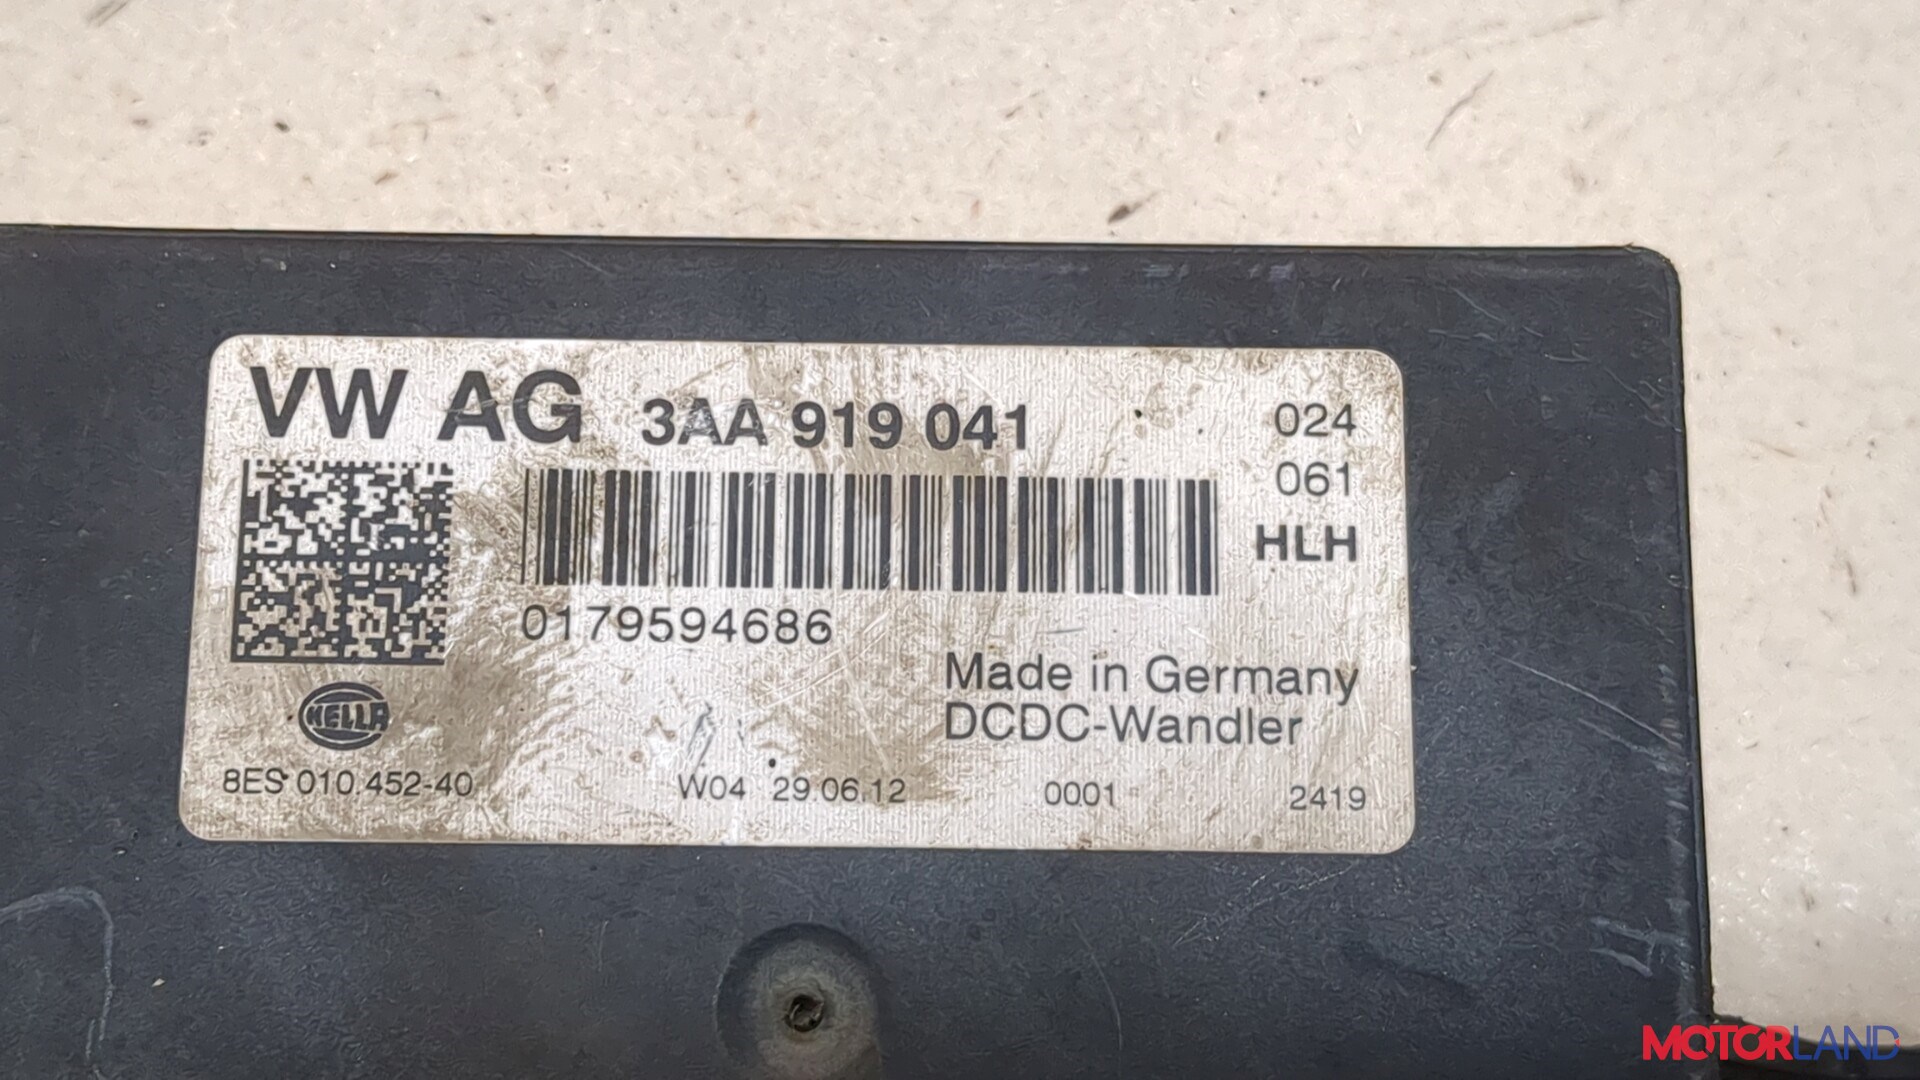 VW AG 3AA 919 041 024
061
HLH
0179594686
Made in Germany
DCDC-Wandler
HELLA
8ES 010.452-40 W04 29.06.12 0001 2419
MOTORLAND